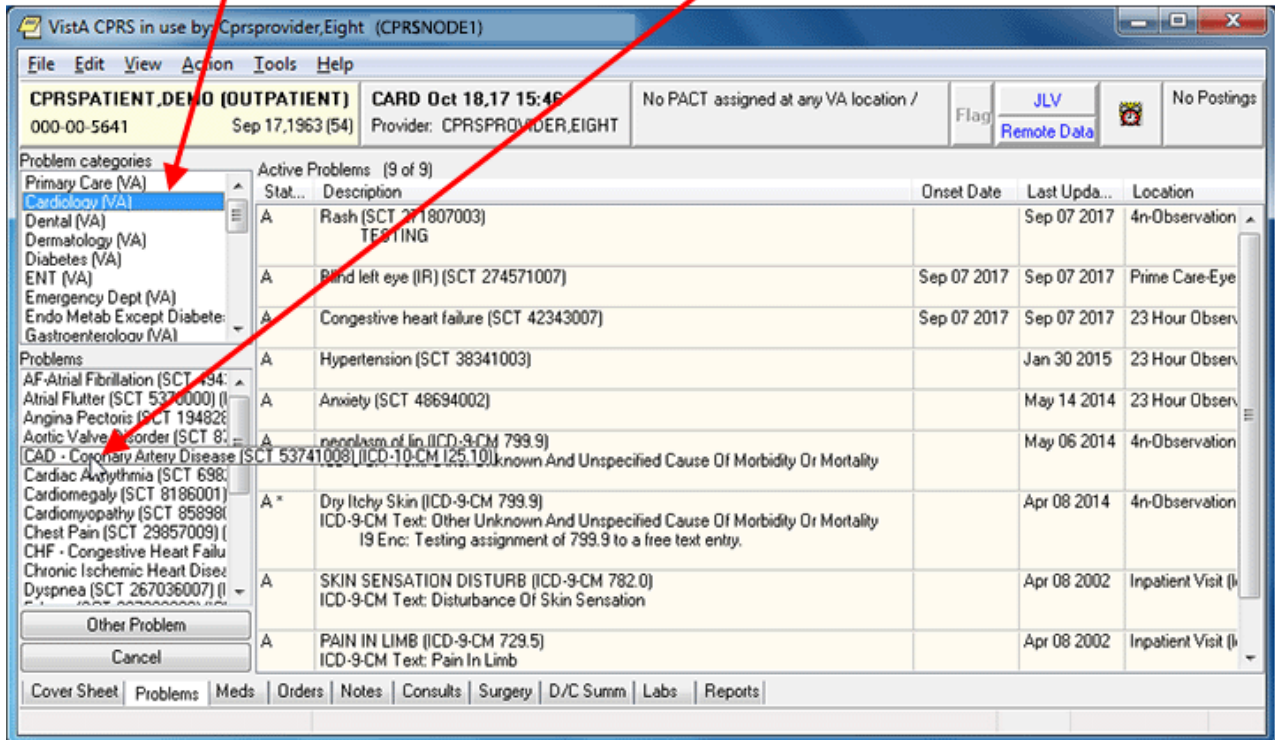 VistA CPRS in use by: Cprsprovider,Eight (CPRSNODE1)
File Edit View Action Tools Help
CPRSPATIENT,DEMO (OUTPATIENT)
000-00-5641 Sep 17,1963 (54)
CARD Oct 18,17 15:46
Provider: CPRSPROVIDER,EIGHT
No PACT assigned at any VA location /
Flag
JLV
Remote Data
No Postings
Problem categories
Primary Care (VA)
Cardiology (VA)
Dental (VA)
Dermatology (VA)
Diabetes (VA)
ENT (VA)
Emergency Dept (VA)
Endo Metab Except Diabete
Gastroenterology (VA)
Problems
AF-Atrial Fibrillation (SCT 494
Atrial Flutter (SCT 5370000) (I
Angina Pectoris (SCT 194828
Aortic Valve Disorder (SCT 8
CAD - Coronary Artery Disease (SCT 53741008) (ICD-10-CM I25.10)
Cardiac Arrhythmia (SCT 698
Cardiomegaly (SCT 8186001)
Cardiomyopathy (SCT 858980
Chest Pain (SCT 29857009) (
CHF - Congestive Heart Failu
Chronic Ischemic Heart Disea
Dyspnea (SCT 267036007) (I
Other Problem
Cancel
Active Problems (9 of 9)
Stat... Description Onset Date Last Upda... Location
A Rash (SCT 271807003) Sep 07 2017 4n-Observation
TESTING
A Blind left eye (IR) (SCT 274571007) Sep 07 2017 Sep 07 2017 Prime Care-Eye
A Congestive heart failure (SCT 42343007) Sep 07 2017 Sep 07 2017 23 Hour Observ
A Hypertension (SCT 38341003) Jan 30 2015 23 Hour Observ
A Anxiety (SCT 48694002) May 14 2014 23 Hour Observ
A neoplasm of lip (ICD-9-CM 799.9) May 06 2014 4n-Observation
Unknown And Unspecified Cause Of Morbidity Or Mortality
A * Dry Itchy Skin (ICD-9-CM 799.9) Apr 08 2014 4n-Observation
ICD-9-CM Text: Other Unknown And Unspecified Cause Of Morbidity Or Mortality
I9 Enc: Testing assignment of 799.9 to a free text entry.
A SKIN SENSATION DISTURB (ICD-9-CM 782.0) Apr 08 2002 Inpatient Visit (I
ICD-9-CM Text: Disturbance Of Skin Sensation
A PAIN IN LIMB (ICD-9-CM 729.5) Apr 08 2002 Inpatient Visit (I
ICD-9-CM Text: Pain In Limb
Cover Sheet Problems Meds Orders Notes Consults Surgery D/C Summ Labs Reports